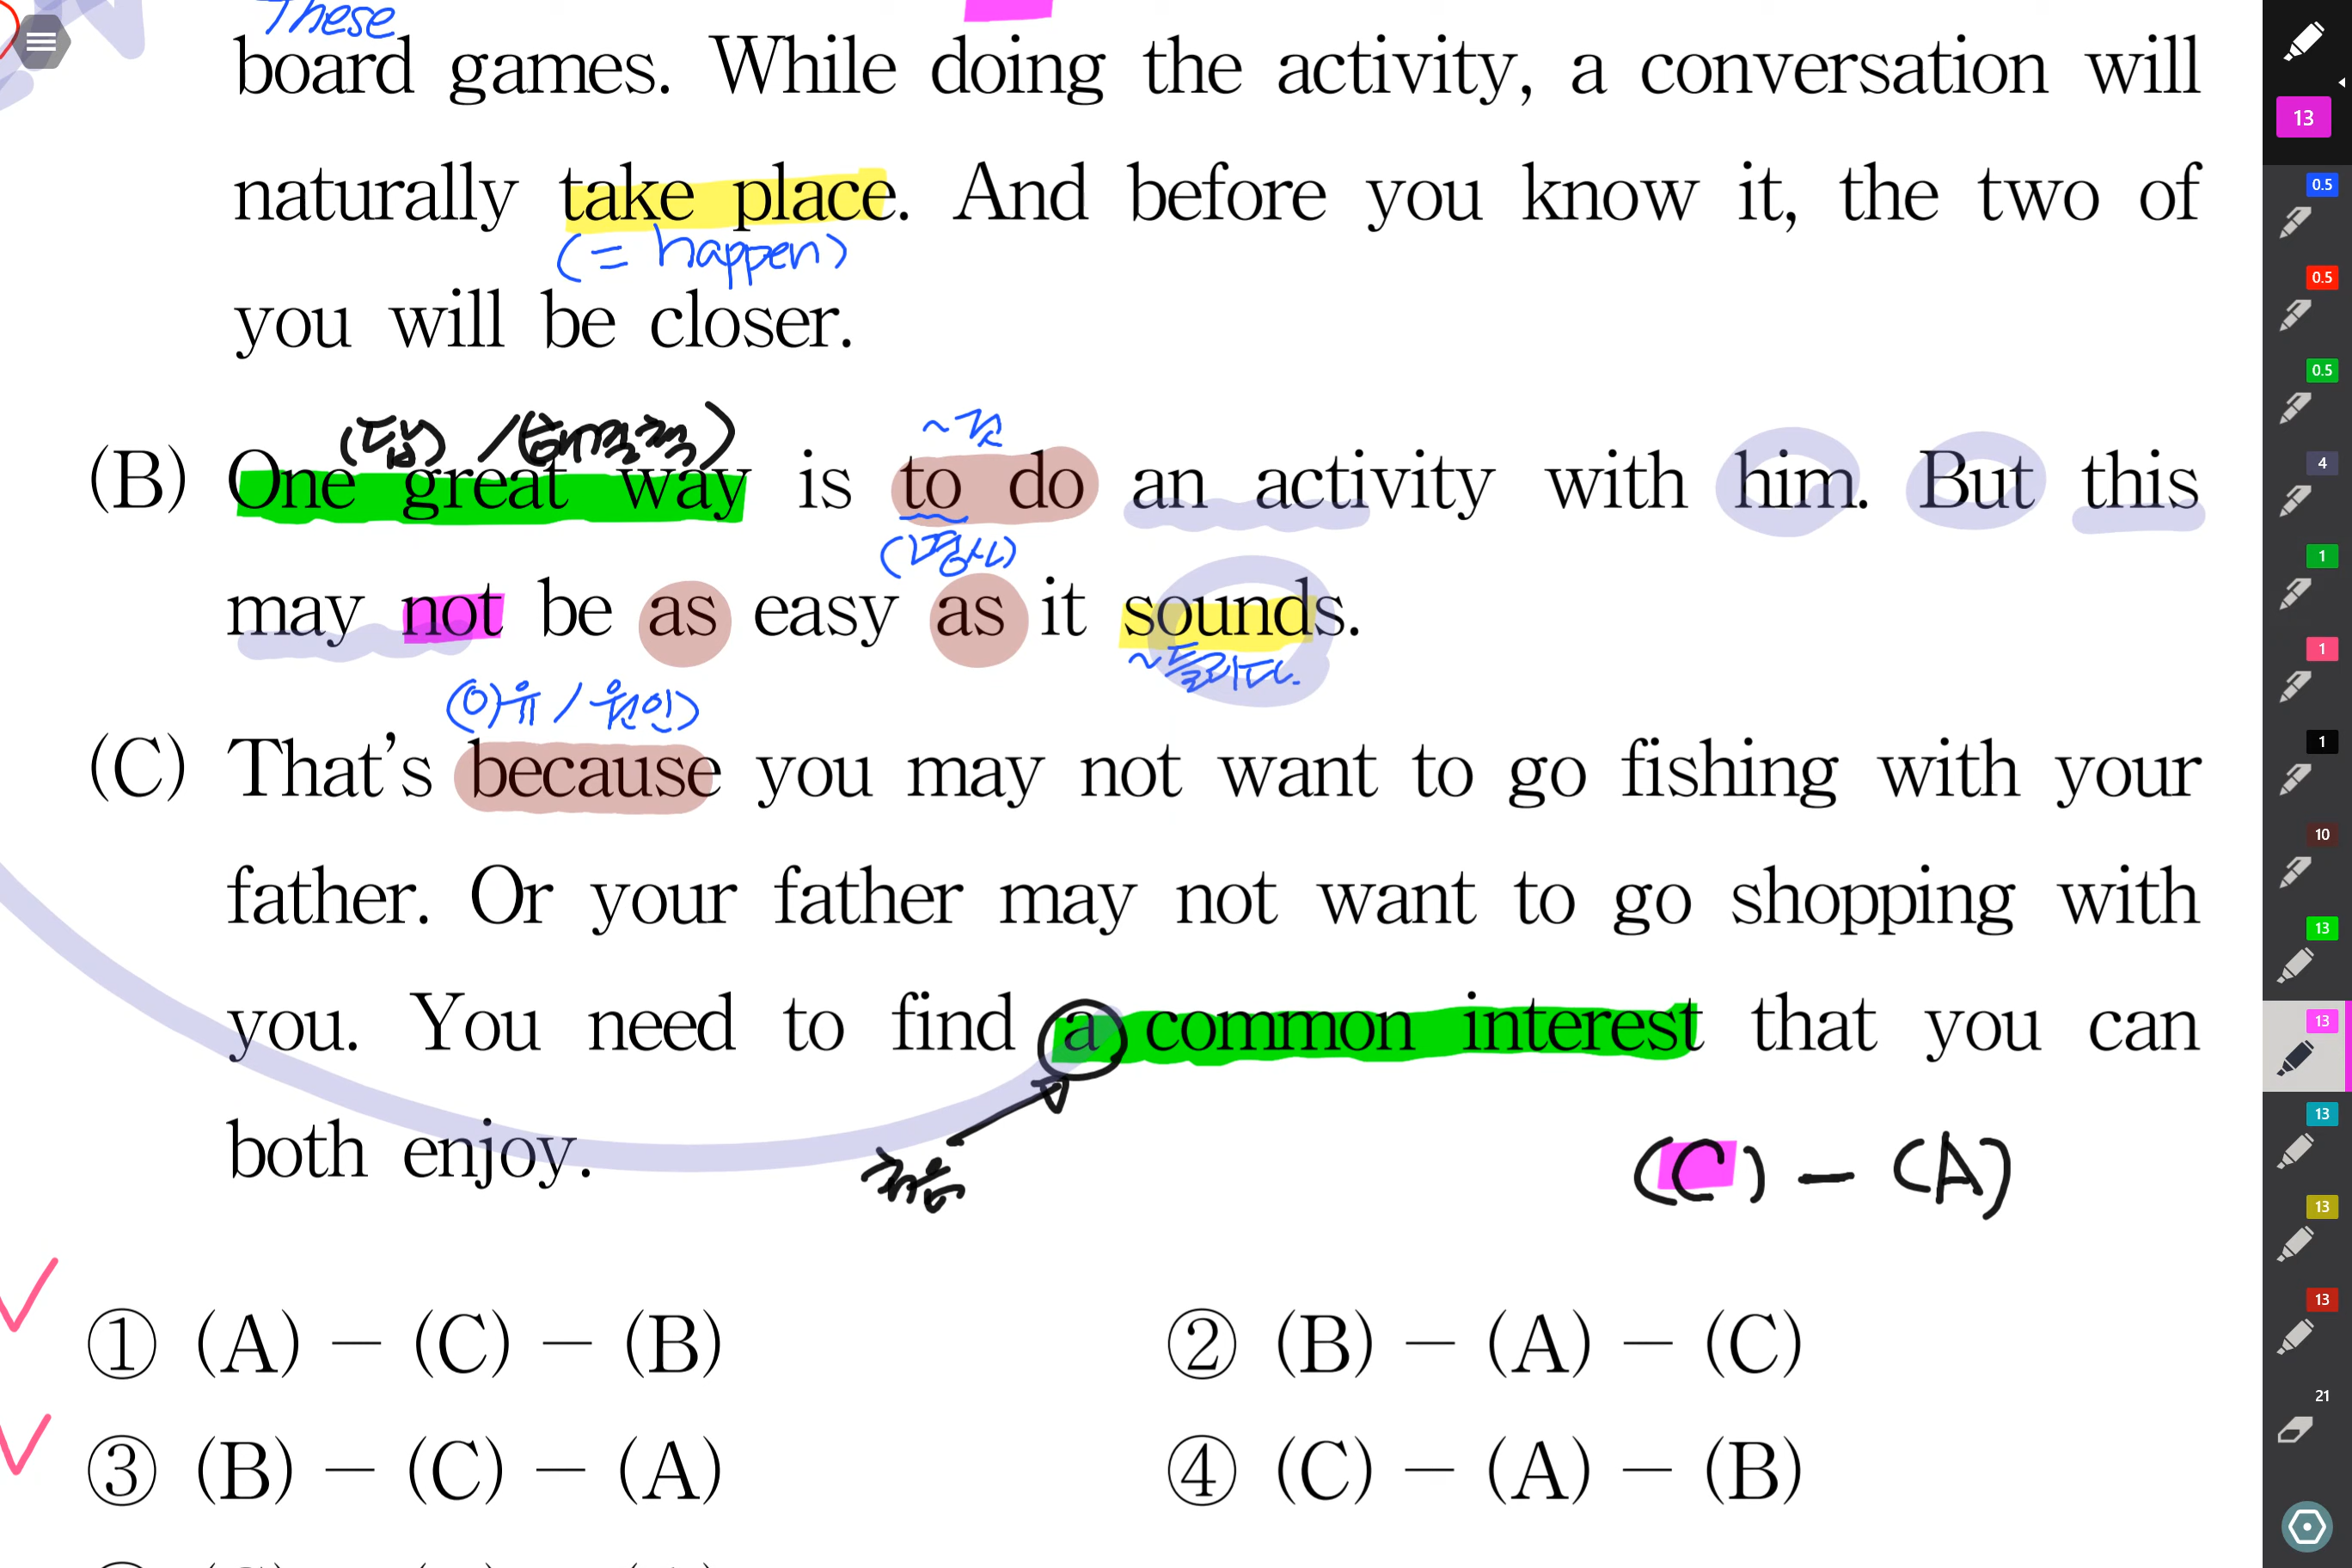 These
board games. While doing the activity, a conversation will
naturally take place. And before you know it, the two of
(= happen)
you will be closer.
(답) / (해결책)
~것
(B) One great way is to do an activity with him. But this
(명사)
may not be as easy as it sounds.
~들리다.
(이유 / 원인)
(C) That's because you may not want to go fishing with your
father. Or your father may not want to go shopping with
you. You need to find a common interest that you can
both enjoy.
처음
(C) - (A)
① (A) - (C) - (B)
② (B) - (A) - (C)
③ (B) - (C) - (A)
④ (C) - (A) - (B)
13
0.5
0.5
0.5
4
1
1
1
10
13
13
13
13
13
21